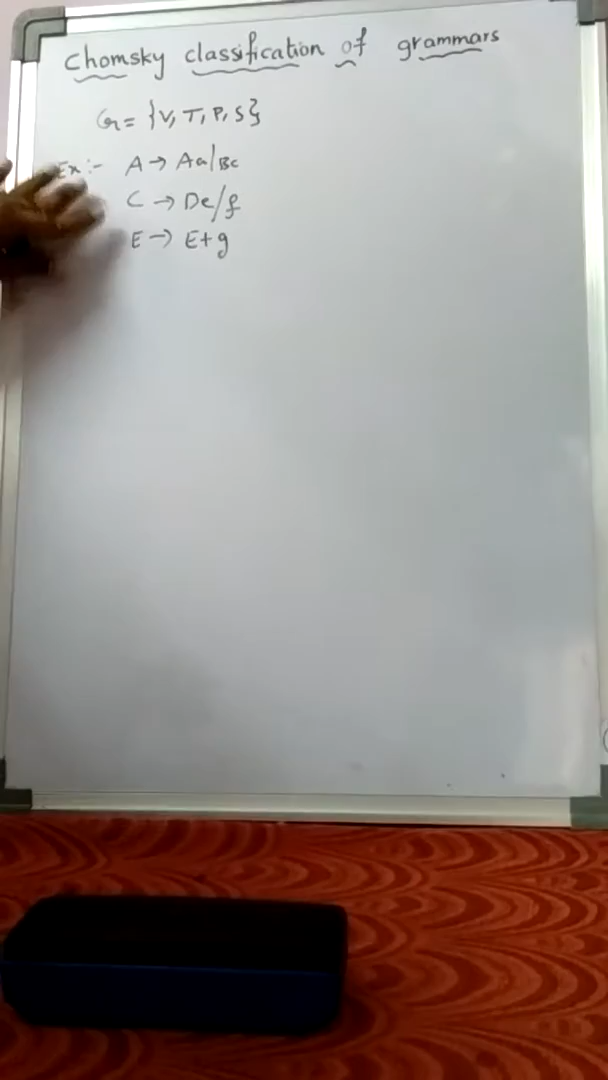 Chomsky classification of grammars
G = {V, T, P, S}
Ex:- A → Aa/Bc
C → De/f
E → E+g